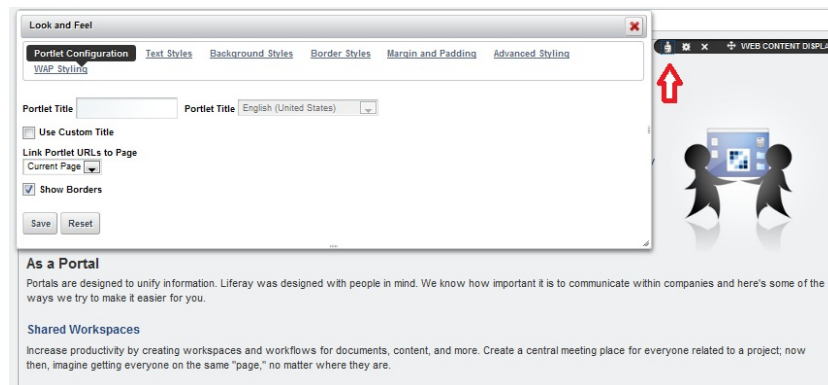 Look and Feel
Portlet Configuration Text Styles Background Styles Border Styles Margin and Padding Advanced Styling
WAP Styling
WEB CONTENT DISPLA
Portlet Title Portlet Title English (United States)
Use Custom Title
Link Portlet URLs to Page
Current Page
Show Borders
Save Reset
As a Portal
Portals are designed to unify information. Liferay was designed with people in mind. We know how important it is to communicate within companies and here's some of the
ways we try to make it easier for you.
Shared Workspaces
Increase productivity by creating workspaces and workflows for documents, content, and more. Create a central meeting place for everyone related to a project; now
then, imagine getting everyone on the same "page," no matter where they are.